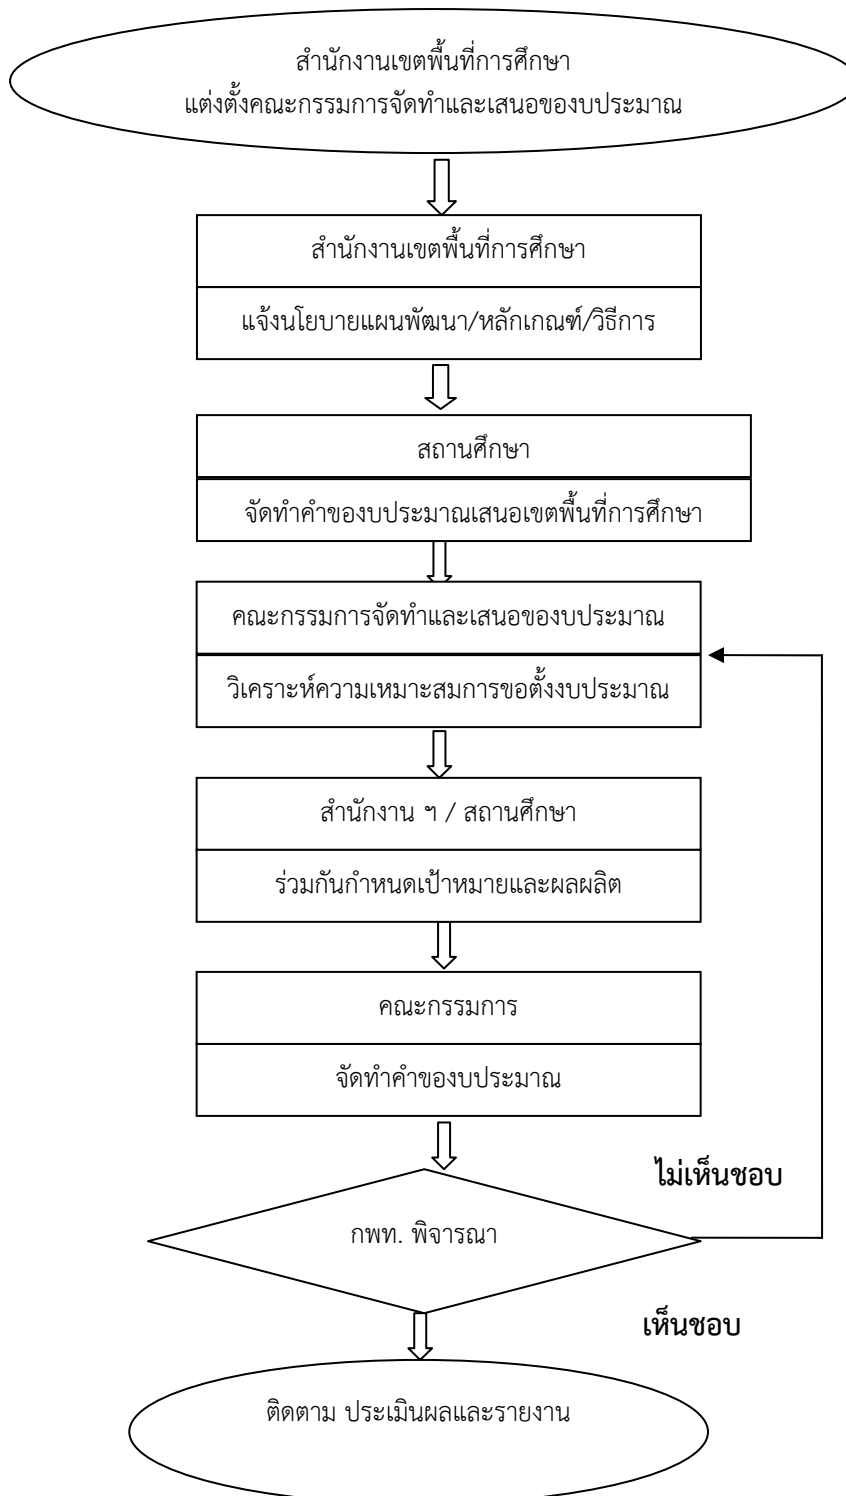 สำนักงานเขตพื้นที่การศึกษา
แต่งตั้งคณะกรรมการจัดทำและเสนอของบประมาณ
สำนักงานเขตพื้นที่การศึกษา
แจ้งนโยบายแผนพัฒนา/หลักเกณฑ์/วิธีการ
สถานศึกษา
จัดทำคำของบประมาณเสนอเขตพื้นที่การศึกษา
คณะกรรมการจัดทำและเสนอของบประมาณ
วิเคราะห์ความเหมาะสมการขอตั้งงบประมาณ
สำนักงาน ฯ / สถานศึกษา
ร่วมกันกำหนดเป้าหมายและผลผลิต
คณะกรรมการ
จัดทำคำของบประมาณ
ไม่เห็นชอบ
กพท. พิจารณา
เห็นชอบ
ติดตาม ประเมินผลและรายงาน